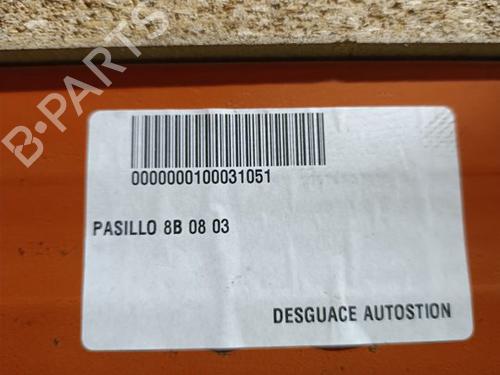 B-PARTS
0000000100031051
PASILLO 8B 08 03
DESGUACE AUTOSTION